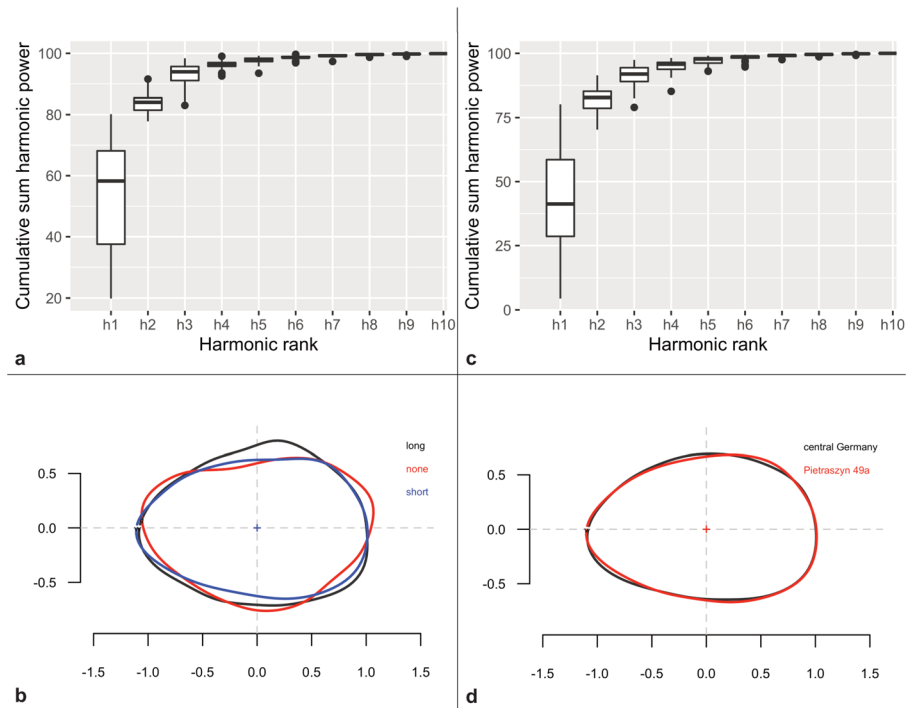 Cumulative sum harmonic power
100
80
60
40
20
h1 h2 h3 h4 h5 h6 h7 h8 h9 h10
Harmonic rank
a
Cumulative sum harmonic power
100
75
50
25
0
h1 h2 h3 h4 h5 h6 h7 h8 h9 h10
Harmonic rank
c
long
none
short
0.5
0.0
-0.5
-1.5 -1.0 -0.5 0.0 0.5 1.0 1.5
b
central Germany
Pietraszyn 49a
0.5
0.0
-0.5
-1.5 -1.0 -0.5 0.0 0.5 1.0 1.5
d